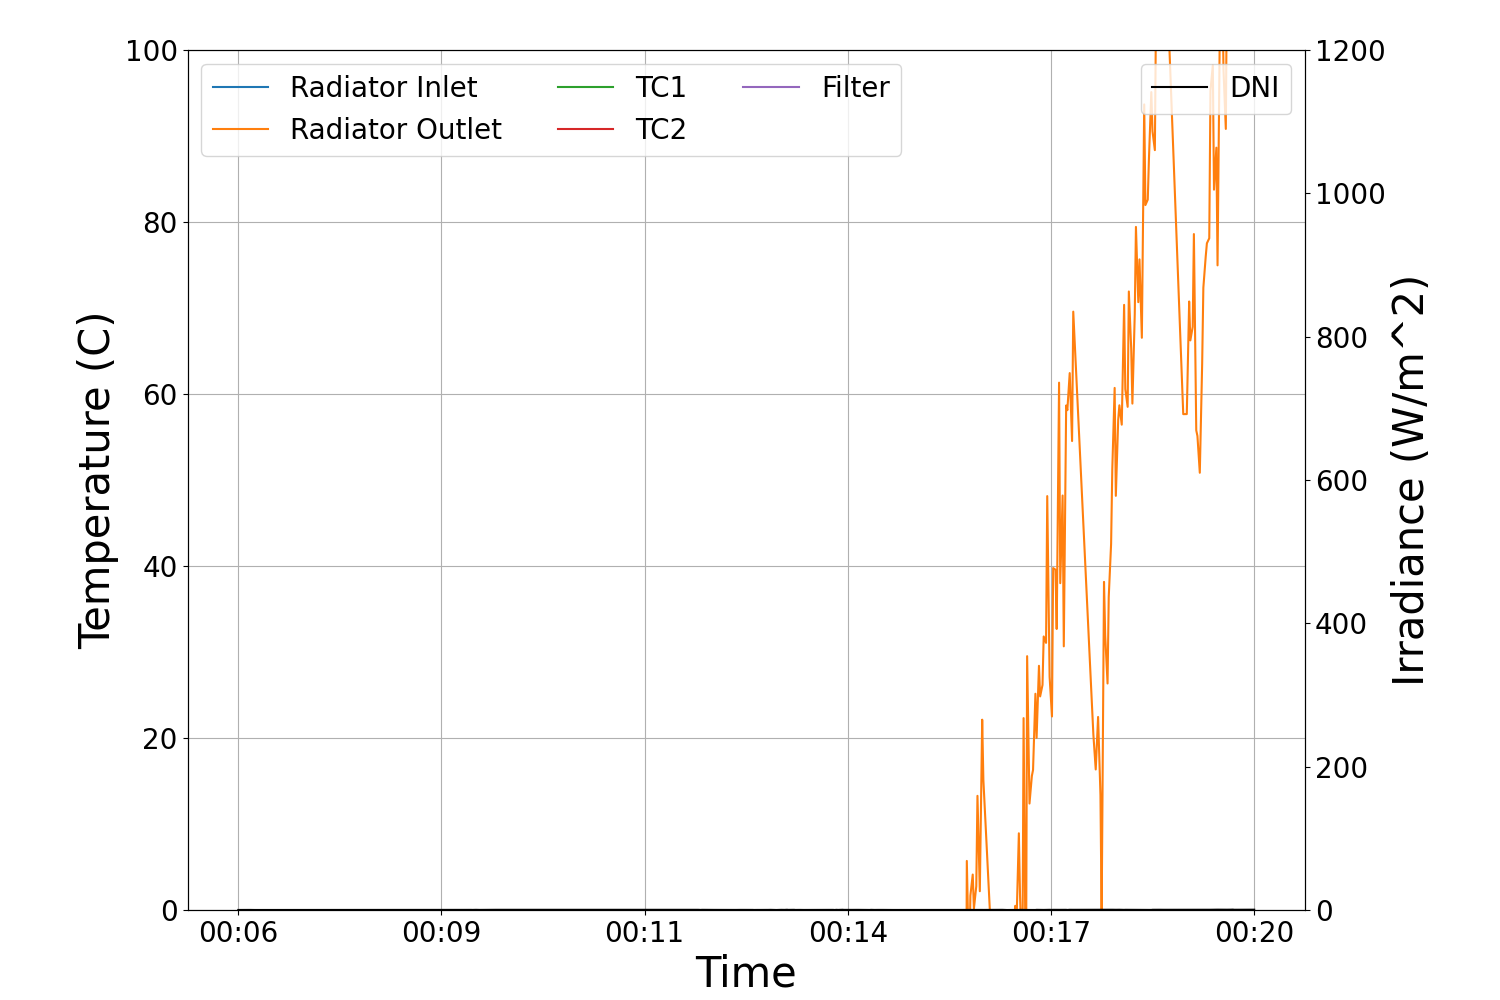 100
80
60
40
20
0
Temperature (C)
Radiator Inlet
Radiator Outlet
TC1
TC2
Filter
DNI
1200
1000
800
600
400
200
0
Irradiance (W/m^2)
00:06
00:09
00:11
00:14
00:17
00:20
Time